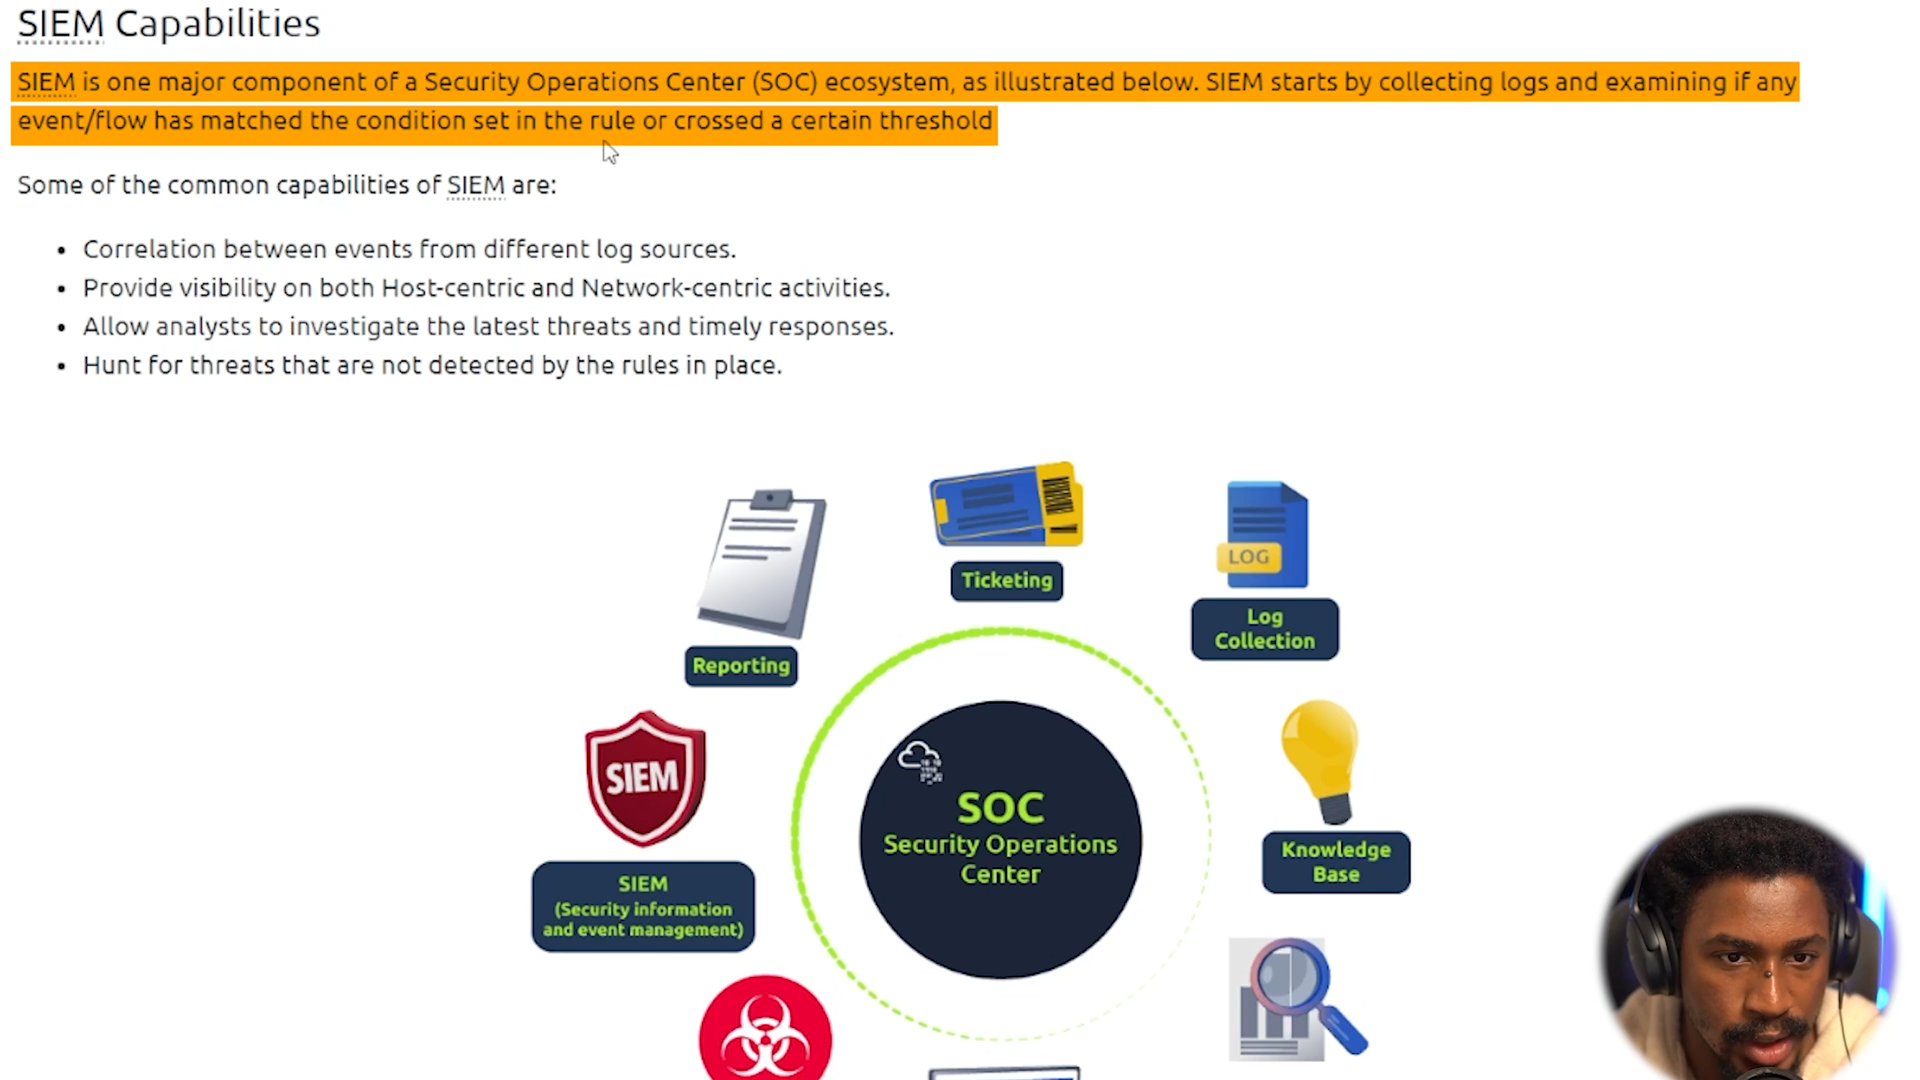 SIEM Capabilities
SIEM is one major component of a Security Operations Center (SOC) ecosystem, as illustrated below. SIEM starts by collecting logs and examining if any
event/flow has matched the condition set in the rule or crossed a certain threshold
Some of the common capabilities of SIEM are:
• Correlation between events from different log sources.
• Provide visibility on both Host-centric and Network-centric activities.
• Allow analysts to investigate the latest threats and timely responses.
• Hunt for threats that are not detected by the rules in place.
Ticketing
LOG
Log
Collection
Reporting
SIEM
SOC
Security Operations
Center
Knowledge
Base
SIEM
(Security information
and event management)